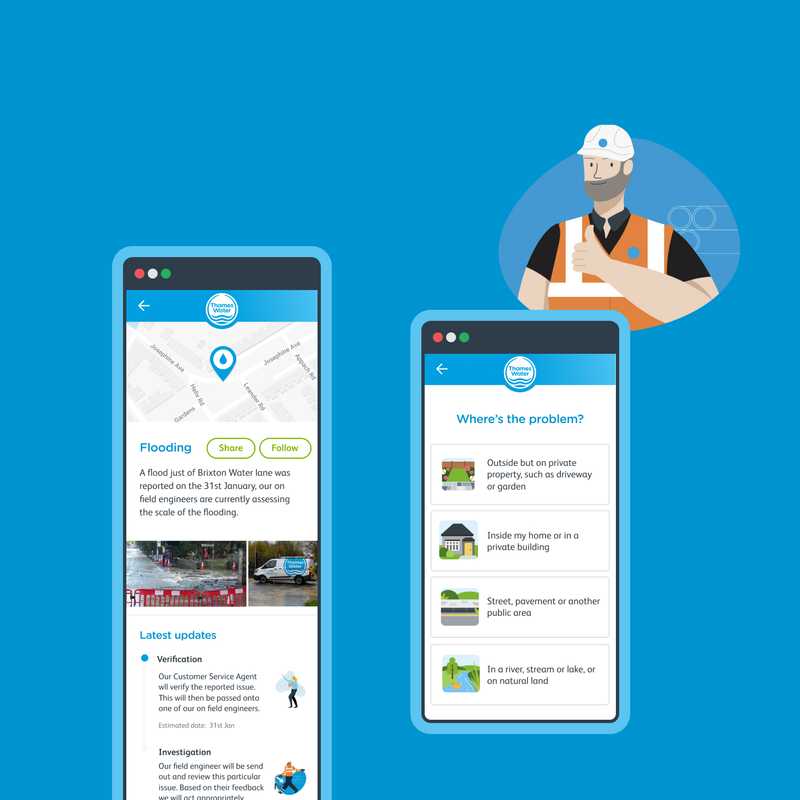 Thames
Water
Josephine Ave
Josephine Ave
Appach Rd
Helix Rd
Leander Rd
Gardens
Flooding
Share
Follow
A flood just of Brixton Water lane was
reported on the 31st January, our on
field engineers are currently assessing
the scale of the flooding.
Thames
Water
Latest updates
Verification
Our Customer Service Agent
wll verify the reported issue.
This will then be passed onto
one of our on field engineers.
Estimated date: 31st Jan
Investigation
Our field engineer will be send
out and review this particular
issue. Based on their feedback
we will act appropriately
Thames
Water
Where's the problem?
Outside but on private
property, such as driveway
or garden
Inside my home or in a
private building
Street, pavement or another
public area
In a river, stream or lake, or
on natural land